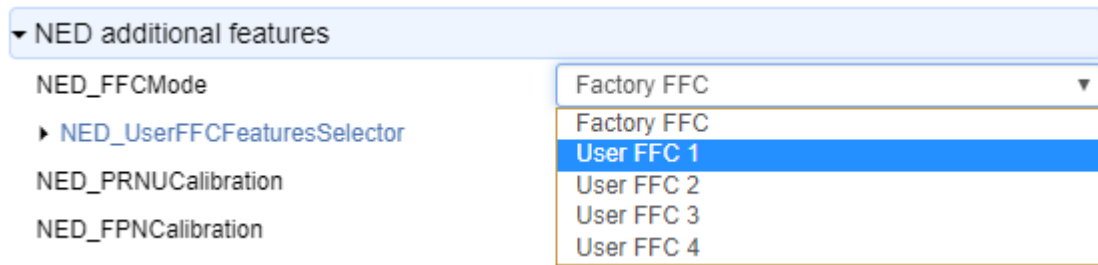 NED additional features
NED_FFCMode
Factory FFC
Factory FFC
NED_UserFFCFeaturesSelector
User FFC 1
NED_PRNUCalibration
User FFC 2
User FFC 3
NED_FPNCalibration
User FFC 4